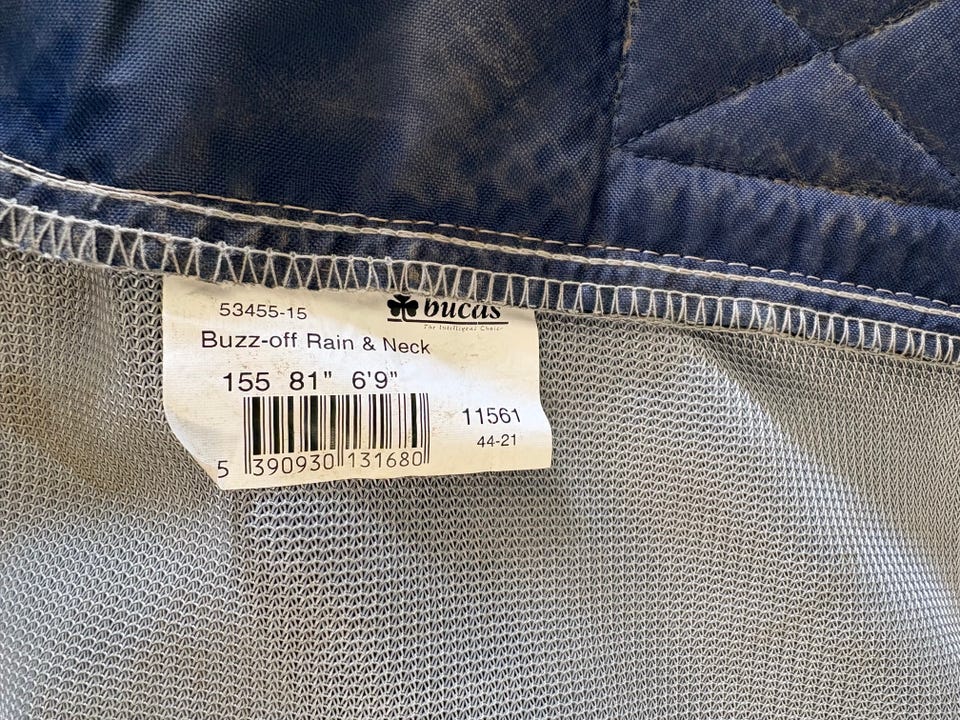 53455-15 bucas
The Intelligent Choice
Buzz-off Rain & Neck
155 81" 6'9"
11561
44-21
5 390930 131680